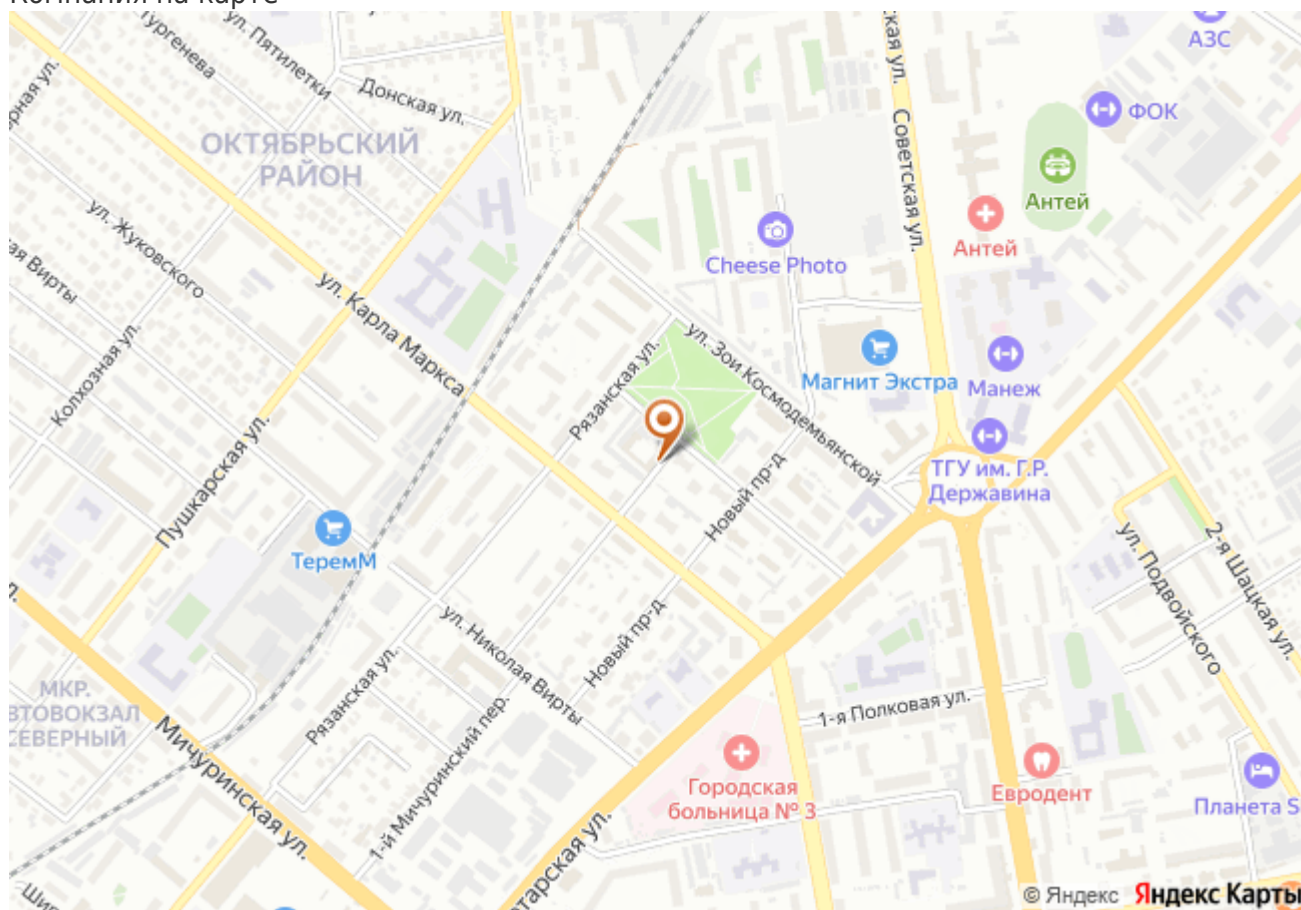 Компания на карте
Тургенева
ул. Пятилетки
Донская ул.
ОКТЯБРЬСКИЙ
РАЙОН
ул. Жуковского
ул. Карла Маркса
Колхозная ул.
Пушкарская ул.
Рязанская ул.
ул. Зои Космодемьянской
Cheese Photo
Советская ул.
АЗС
ФОК
Антей
Антей
Магнит Экстра
Манеж
ТГУ им. Г.Р.
Державина
Новый пр-д
ТеремМ
ул. Николая Вирты
Новый пр-д
Рязанская ул.
1-й Мичуринский пер.
Мичуринская ул.
МКР.
1-я Полковая ул.
ул. Подвойского
2-я Шацкая ул.
Городская
больница № 3
Евродент
Планета
© Яндекс Яндекс Карты